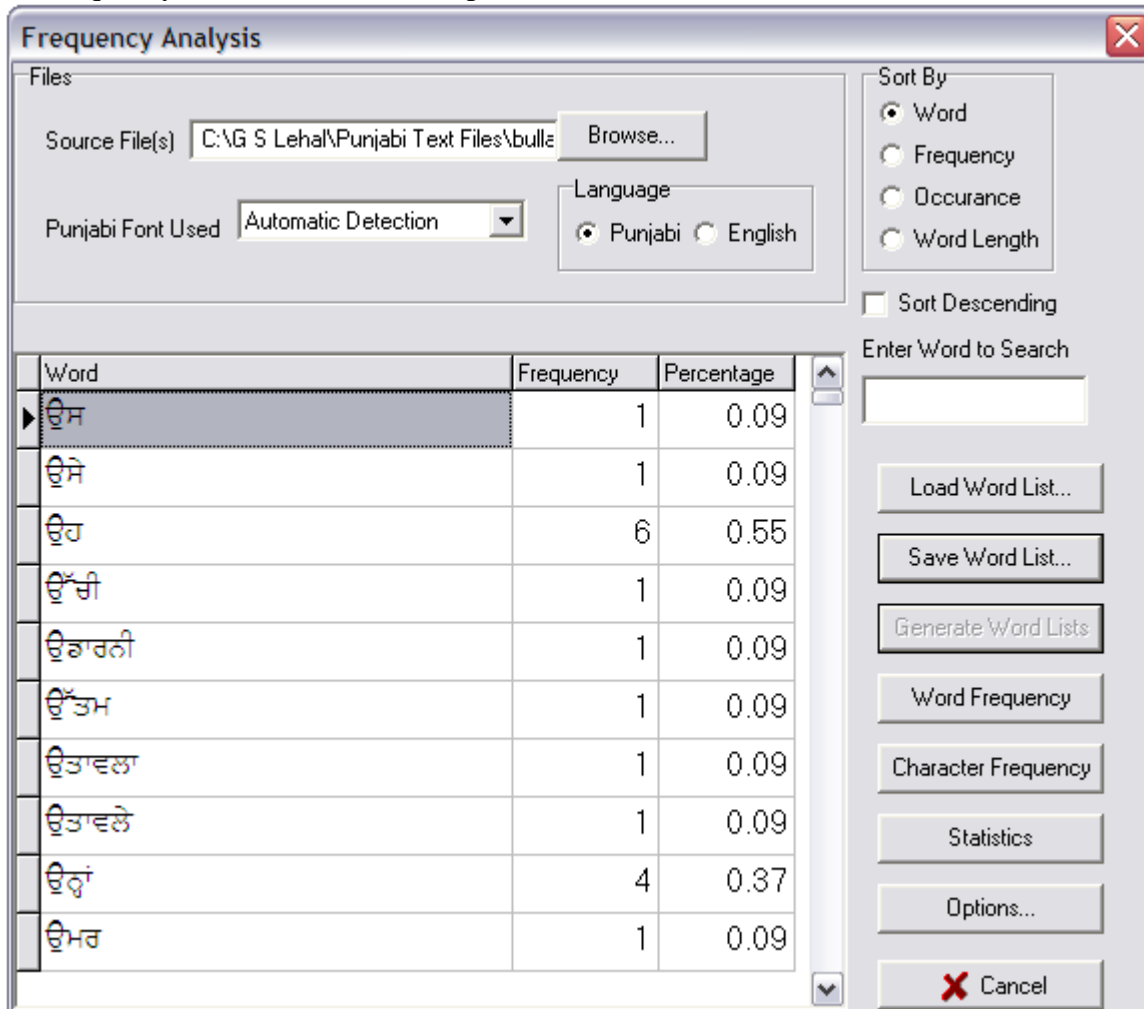 Frequency Analysis
Files
Source File(s) C:\G S Lehal\Punjabi Text Files\bulla Browse...
Punjabi Font Used Automatic Detection
Language
Punjabi English
Sort By
Word
Frequency
Occurance
Word Length
Sort Descending
Enter Word to Search
Word Frequency Percentage
ਉਸ 1 0.09
ਉਸੇ 1 0.09
ਉਹ 6 0.55
ਉੱਚੀ 1 0.09
ਉਡਾਰਨੀ 1 0.09
ਉੱਤਮ 1 0.09
ਉਤਾਵਲਾ 1 0.09
ਉਤਾਵਲੇ 1 0.09
ਉਨ੍ਹਾਂ 4 0.37
ਉਮਰ 1 0.09
Load Word List...
Save Word List...
Generate Word Lists
Word Frequency
Character Frequency
Statistics
Options...
Cancel